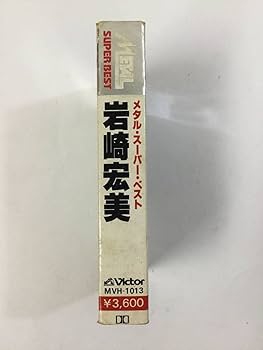 METAL
SUPER BEST
メタル・スーパー・ベスト
岩崎宏美
Victor
MVH-1013
¥3,600